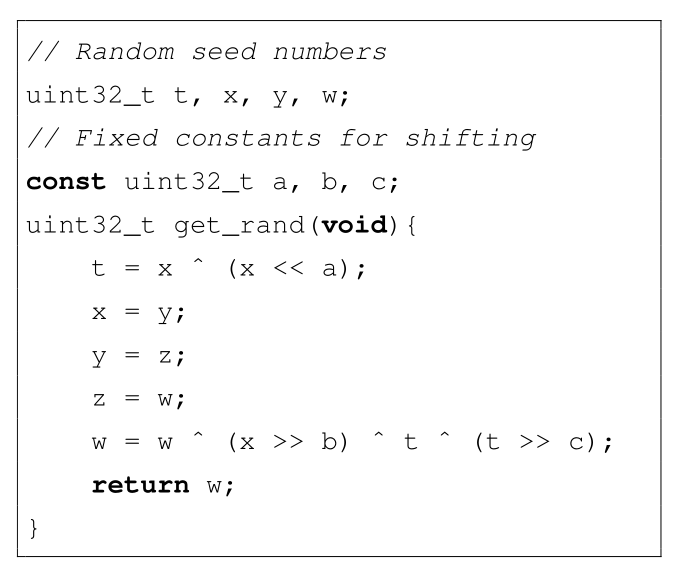 // Random seed numbers
uint32_t t, x, y, w;
// Fixed constants for shifting
const uint32_t a, b, c;
uint32_t get_rand(void){
    t = x ^ (x << a);
    x = y;
    y = z;
    z = w;
    w = w ^ (x >> b) ^ t ^ (t >> c);
    return w;
}